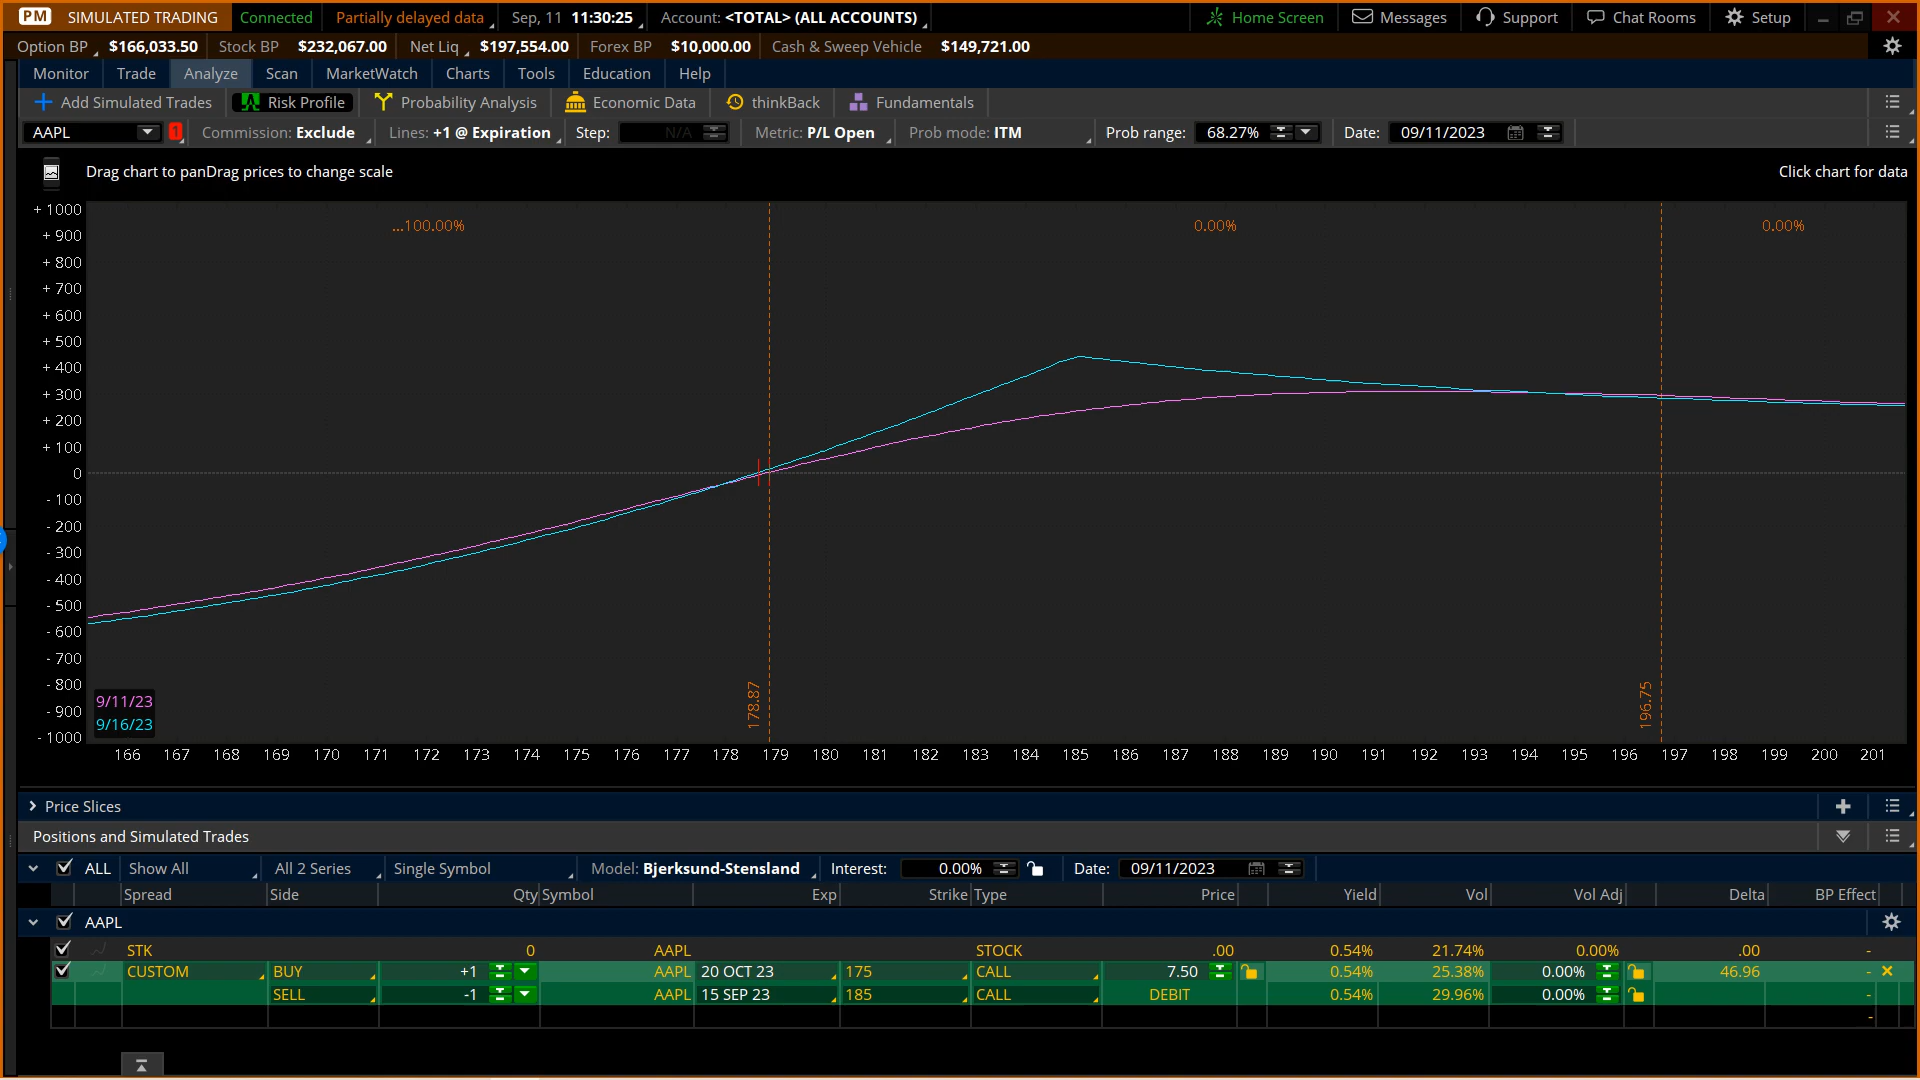 PM SIMULATED TRADING Connected Partially delayed data Sep, 11 11:30:25 Account: <TOTAL> (ALL ACCOUNTS) Home Screen Messages Support Chat Rooms Setup
Option BP $166,033.50 Stock BP $232,067.00 Net Liq $197,554.00 Forex BP $10,000.00 Cash & Sweep Vehicle $149,721.00
Monitor Trade Analyze Scan MarketWatch Charts Tools Education Help
Add Simulated Trades Risk Profile Probability Analysis Economic Data thinkBack Fundamentals
AAPL 1 Commission: Exclude Lines: +1 @ Expiration Step: N/A Metric: P/L Open Prob mode: ITM Prob range: 68.27% Date: 09/11/2023
Drag chart to panDrag prices to change scale Click chart for data
+ 1000
...100.00% 0.00% 0.00%
+ 900
+ 800
+ 700
+ 600
+ 500
+ 400
+ 300
+ 200
+ 100
0
- 100
- 200
- 300
- 400
- 500
- 600
- 700
- 800
- 900
- 1000
178.87
196.75
9/11/23
9/16/23
166 167 168 169 170 171 172 173 174 175 176 177 178 179 180 181 182 183 184 185 186 187 188 189 190 191 192 193 194 195 196 197 198 199 200 201
Price Slices
Positions and Simulated Trades
ALL Show All All 2 Series Single Symbol Model: Bjerksund-Stensland Interest: 0.00% Date: 09/11/2023
Spread Side Qty Symbol Exp Strike Type Price Yield Vol Vol Adj Delta BP Effect
AAPL
STK 0 AAPL STOCK .00 0.54% 21.74% 0.00% .00 -
CUSTOM BUY +1 AAPL 20 OCT 23 175 CALL 7.50 0.54% 25.38% 0.00% 46.96 -
SELL -1 AAPL 15 SEP 23 185 CALL DEBIT 0.54% 29.96% 0.00% -
-